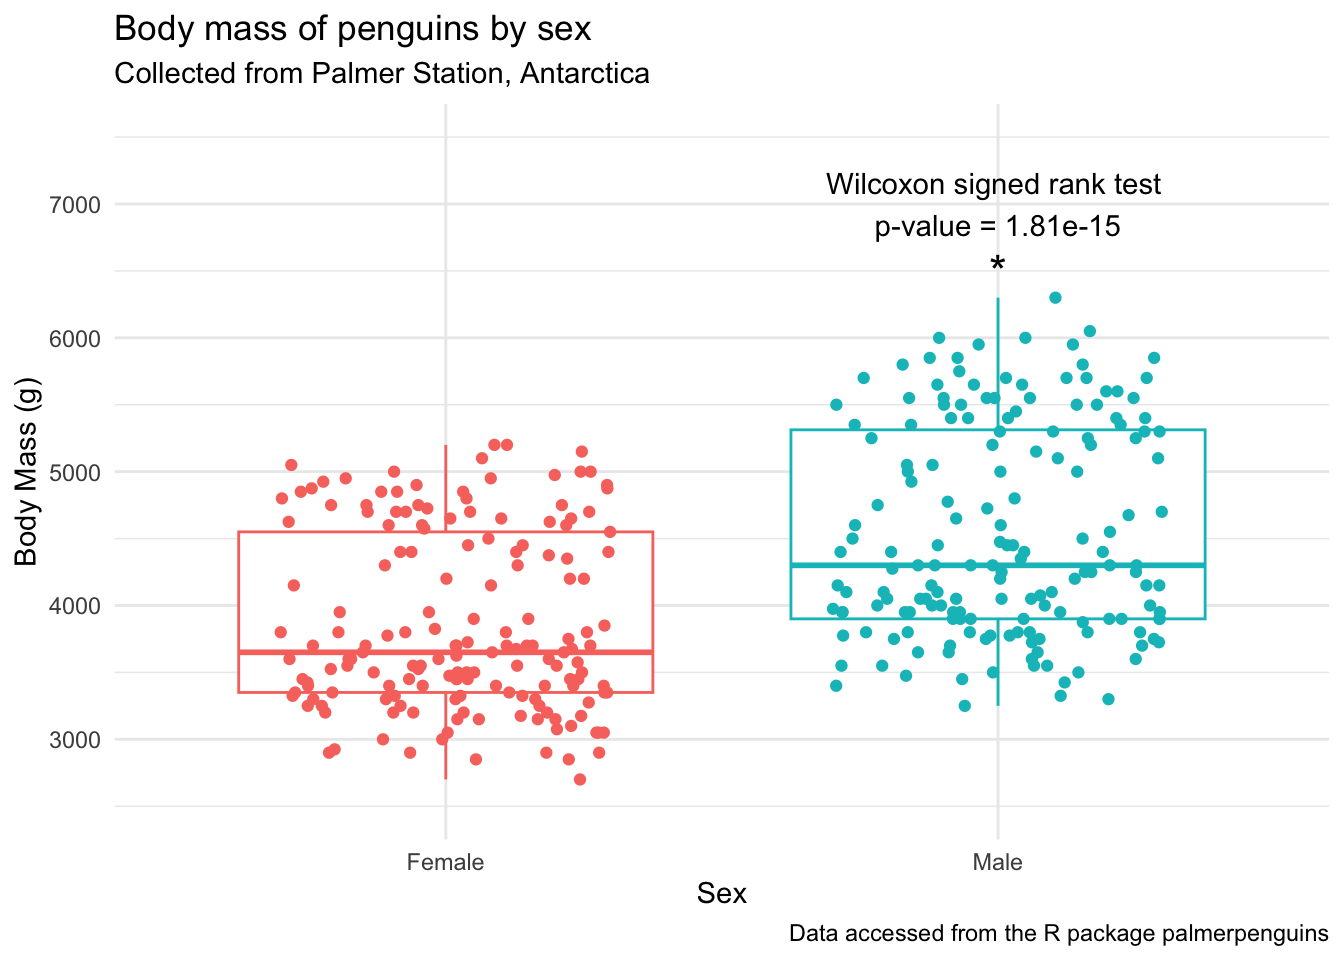 Body mass of penguins by sex
Collected from Palmer Station, Antarctica
Wilcoxon signed rank test
p-value = 1.81e-15
*
7000
6000
5000
4000
3000
Body Mass (g)
Female
Male
Sex
Data accessed from the R package palmerpenguins